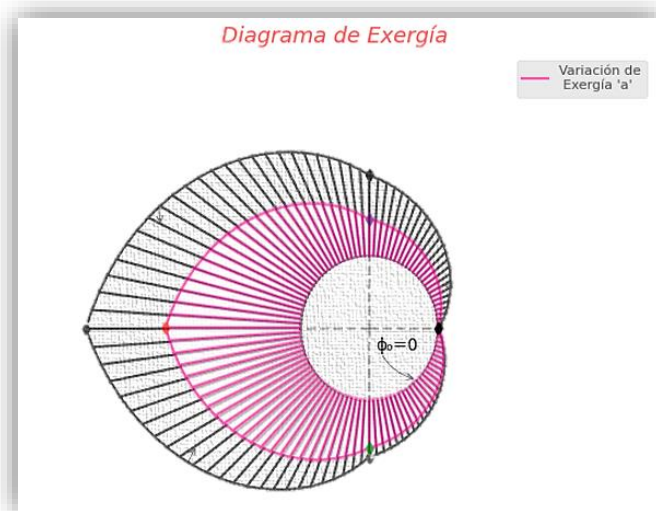 Diagrama de Exergía
Variación de
Exergía 'a'
ϕ₀=0